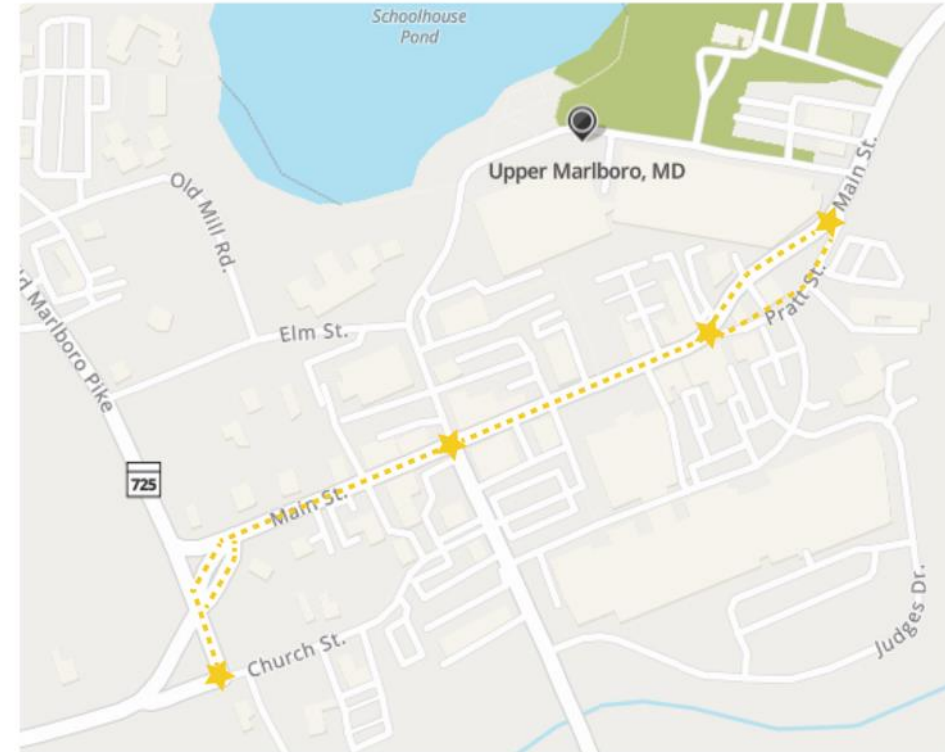 Schoolhouse
Pond
Upper Marlboro, MD
Main St.
Old Mill Rd.
Pratt St.
Elm St.
ld Marlboro Pike
725
Main St.
Church St.
Judges Dr.